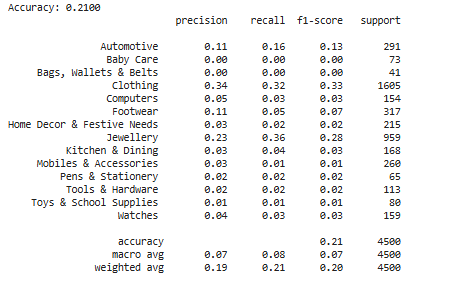 Accuracy: 0.2100
precision recall f1-score support
Automotive 0.11 0.16 0.13 291
Baby Care 0.00 0.00 0.00 73
Bags, Wallets & Belts 0.00 0.00 0.00 41
Clothing 0.34 0.32 0.33 1605
Computers 0.05 0.03 0.03 154
Footwear 0.11 0.05 0.07 317
Home Decor & Festive Needs 0.03 0.02 0.02 215
Jewellery 0.23 0.36 0.28 959
Kitchen & Dining 0.03 0.04 0.03 168
Mobiles & Accessories 0.03 0.01 0.01 260
Pens & Stationery 0.02 0.02 0.02 65
Tools & Hardware 0.02 0.02 0.02 113
Toys & School Supplies 0.01 0.01 0.01 80
Watches 0.04 0.03 0.03 159
accuracy 0.21 4500
macro avg 0.07 0.08 0.07 4500
weighted avg 0.19 0.21 0.20 4500